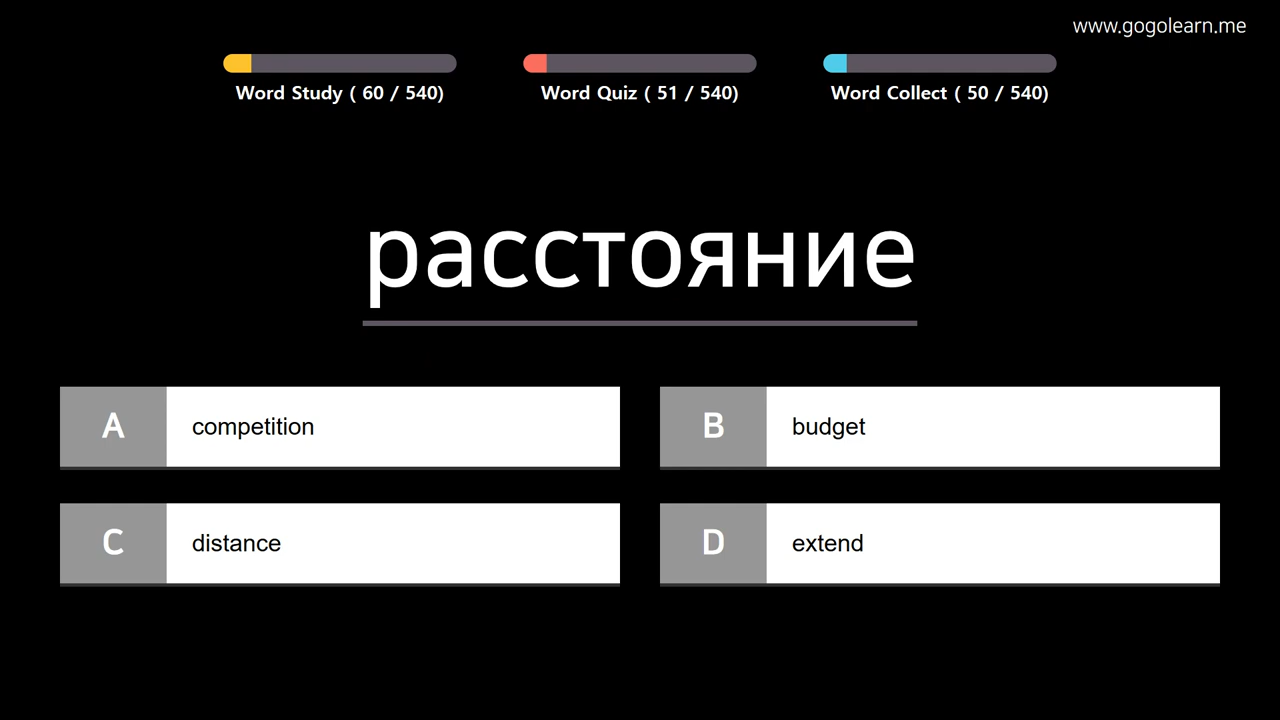 www.gogolearn.me
Word Study ( 60 / 540)
Word Quiz ( 51 / 540)
Word Collect ( 50 / 540)
расстояние
A competition
B budget
C distance
D extend